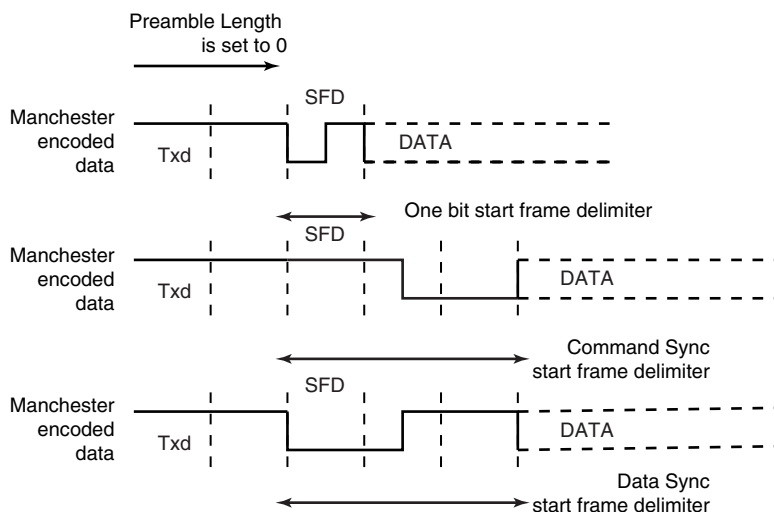 Preamble Length
is set to 0
SFD
Manchester
encoded
data
Txd
DATA
One bit start frame delimiter
SFD
Manchester
encoded
data
Txd
DATA
Command Sync
start frame delimiter
SFD
Manchester
encoded
data
Txd
DATA
Data Sync
start frame delimiter